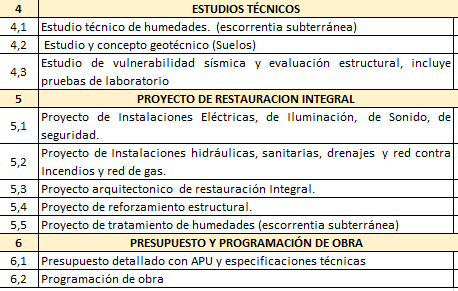 4 ESTUDIOS TÉCNICOS
4,1 Estudio técnico de humedades. (escorrentia subterránea)
4,2 Estudio y concepto geotécnico (Suelos)
4,3 Estudio de vulnerabilidad sísmica y evaluación estructural, incluye
pruebas de laboratorio
5 PROYECTO DE RESTAURACION INTEGRAL
5,1 Proyecto de Instalaciones Eléctricas, de Iluminación, de Sonido, de
seguridad.
5,2 Proyecto de Instalaciones hidráulicas, sanitarias, drenajes y red contra
Incendios y red de gas.
5,3 Proyecto arquitectonico de restauración Integral.
5,4 Proyecto de reforzamiento estructural.
5,5 Proyecto de tratamiento de humedades (escorrentia subterránea)
6 PRESUPUESTO Y PROGRAMACIÓN DE OBRA
6,1 Presupuesto detallado con APU y especificaciones técnicas
6,2 Programación de obra